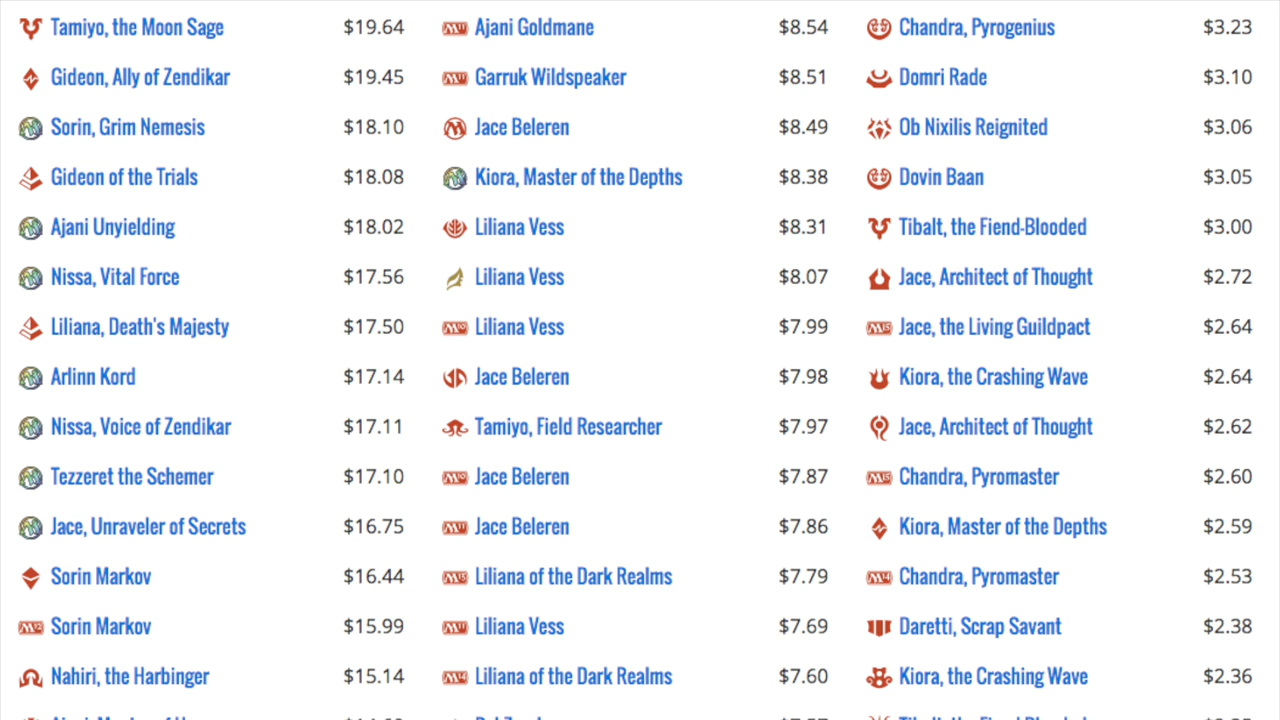 Tamiyo, the Moon Sage $19.64
Gideon, Ally of Zendikar $19.45
Sorin, Grim Nemesis $18.10
Gideon of the Trials $18.08
Ajani Unyielding $18.02
Nissa, Vital Force $17.56
Liliana, Death's Majesty $17.50
Arlinn Kord $17.14
Nissa, Voice of Zendikar $17.11
Tezzeret the Schemer $17.10
Jace, Unraveler of Secrets $16.75
Sorin Markov $16.44
Sorin Markov $15.99
Nahiri, the Harbinger $15.14
Ajani Goldmane $8.54
Garruk Wildspeaker $8.51
Jace Beleren $8.49
Kiora, Master of the Depths $8.38
Liliana Vess $8.31
Liliana Vess $8.07
Liliana Vess $7.99
Jace Beleren $7.98
Tamiyo, Field Researcher $7.97
Jace Beleren $7.87
Jace Beleren $7.86
Liliana of the Dark Realms $7.79
Liliana Vess $7.69
Liliana of the Dark Realms $7.60
Chandra, Pyrogenius $3.23
Domri Rade $3.10
Ob Nixilis Reignited $3.06
Dovin Baan $3.05
Tibalt, the Fiend-Blooded $3.00
Jace, Architect of Thought $2.72
Jace, the Living Guildpact $2.64
Kiora, the Crashing Wave $2.64
Jace, Architect of Thought $2.62
Chandra, Pyromaster $2.60
Kiora, Master of the Depths $2.59
Chandra, Pyromaster $2.53
Daretti, Scrap Savant $2.38
Kiora, the Crashing Wave $2.36